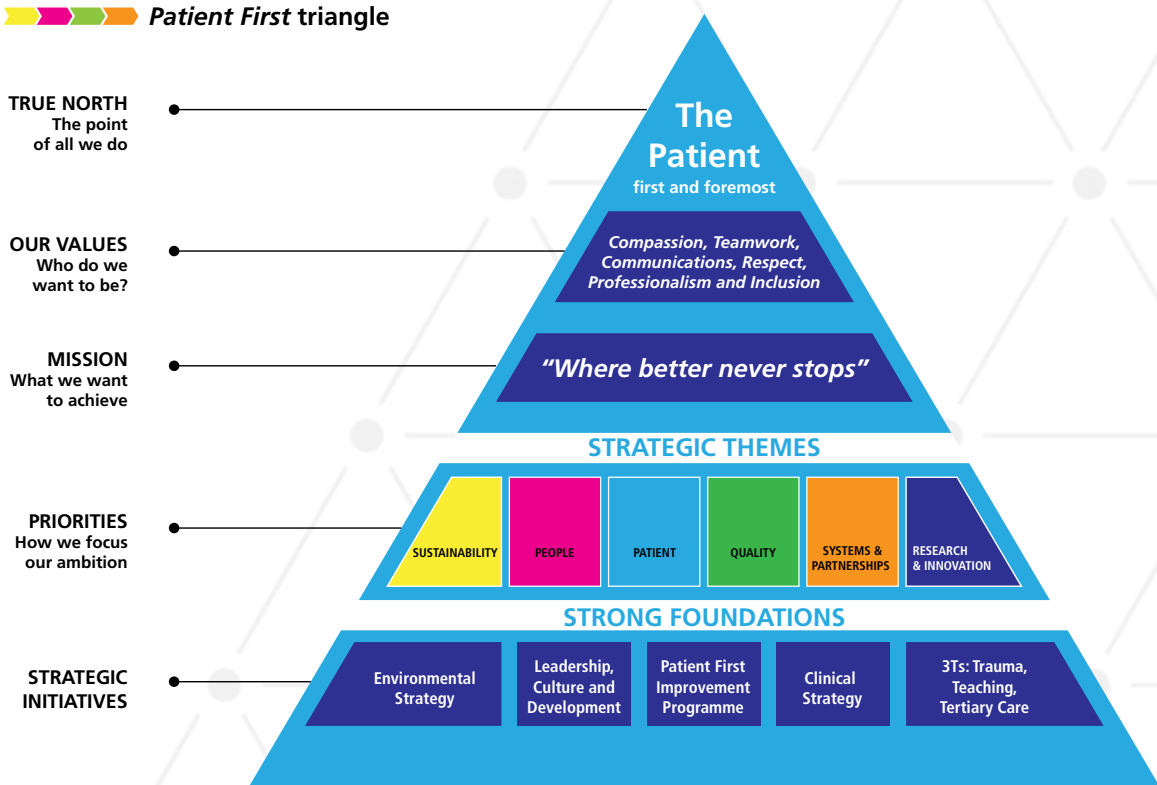 Patient First triangle
TRUE NORTH
The point
of all we do
The
Patient
first and foremost
OUR VALUES
Who do we
want to be?
Compassion, Teamwork,
Communications, Respect,
Professionalism and Inclusion
MISSION
What we want
to achieve
“Where better never stops”
STRATEGIC THEMES
PRIORITIES
How we focus
our ambition
SUSTAINABILITY
PEOPLE
PATIENT
QUALITY
SYSTEMS &
PARTNERSHIPS
RESEARCH
& INNOVATION
STRONG FOUNDATIONS
STRATEGIC
INITIATIVES
Environmental
Strategy
Leadership,
Culture and
Development
Patient First
Improvement
Programme
Clinical
Strategy
3Ts: Trauma,
Teaching,
Tertiary Care